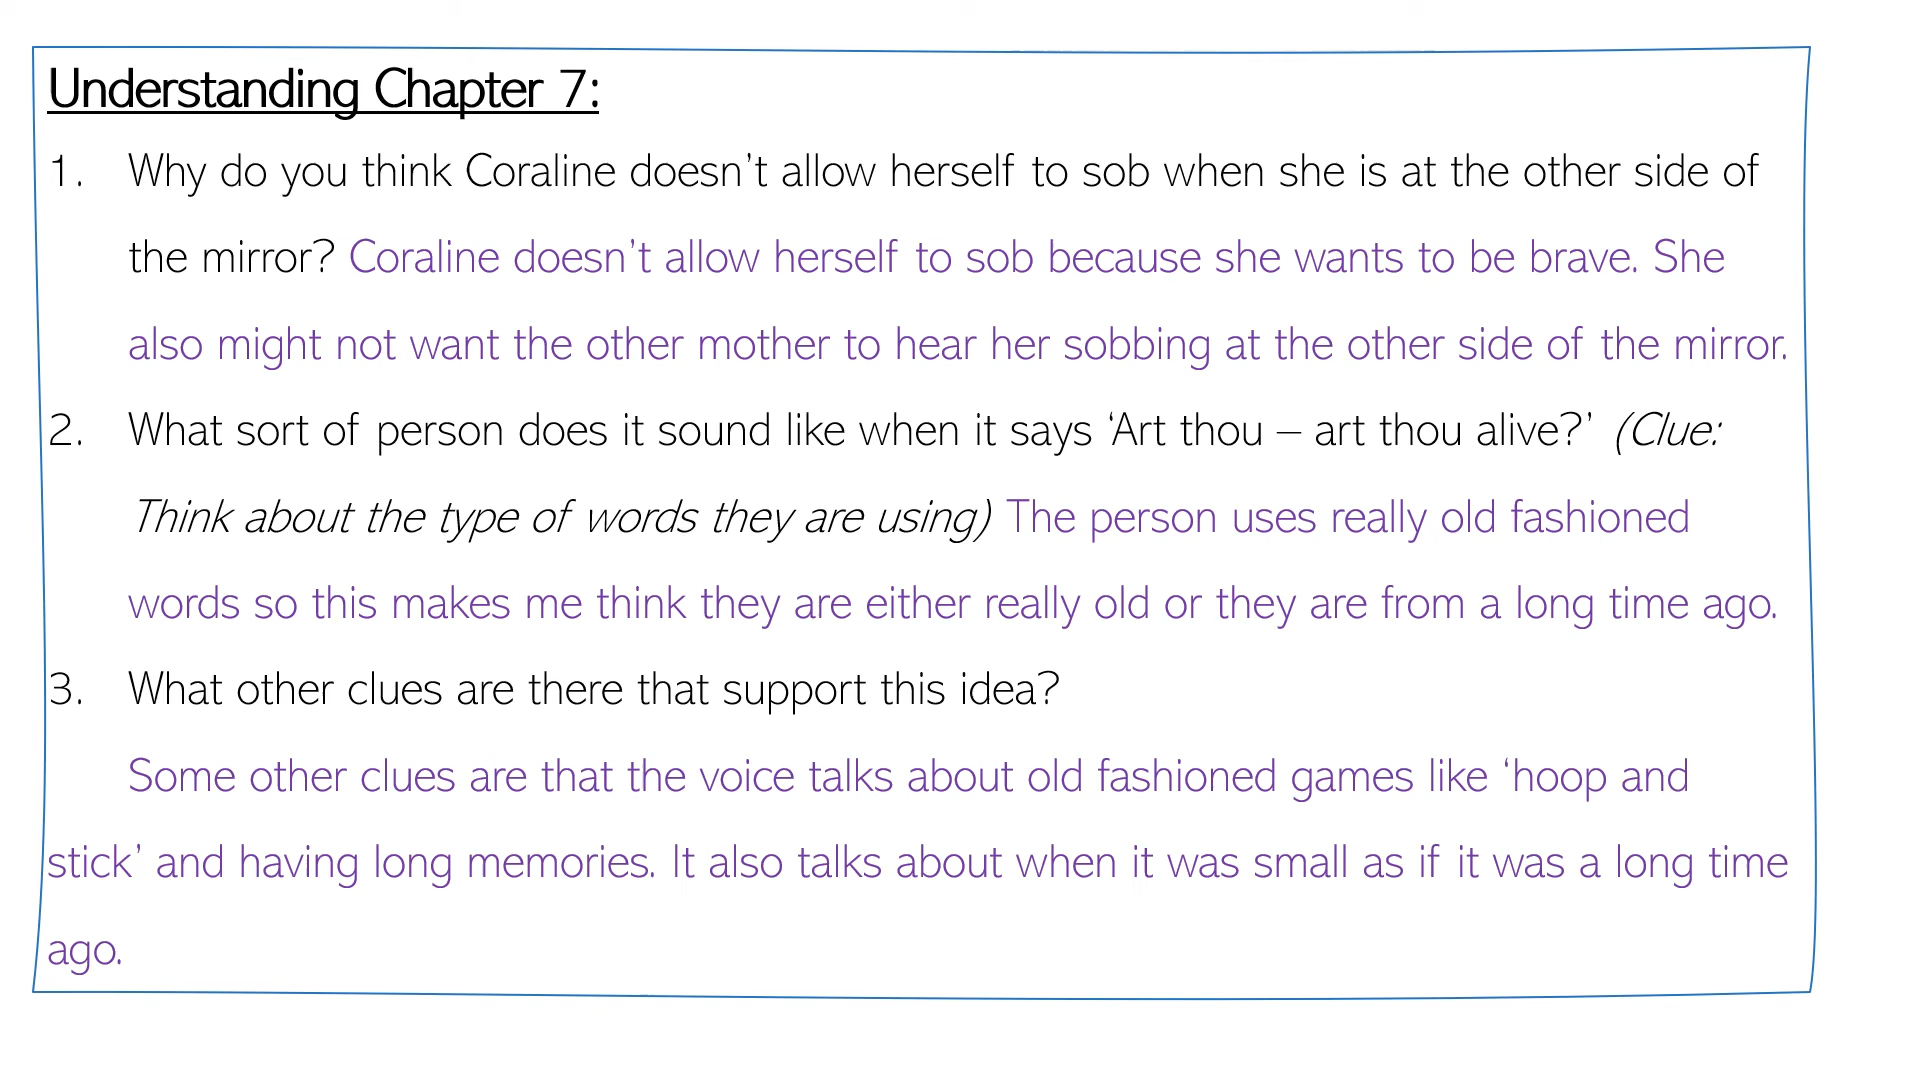 Understanding Chapter 7:
1. Why do you think Coraline doesn’t allow herself to sob when she is at the other side of
the mirror? Coraline doesn’t allow herself to sob because she wants to be brave. She
also might not want the other mother to hear her sobbing at the other side of the mirror.
2. What sort of person does it sound like when it says ‘Art thou – art thou alive?’ (Clue:
Think about the type of words they are using) The person uses really old fashioned
words so this makes me think they are either really old or they are from a long time ago.
3. What other clues are there that support this idea?
Some other clues are that the voice talks about old fashioned games like ‘hoop and
stick’ and having long memories. It also talks about when it was small as if it was a long time
ago.